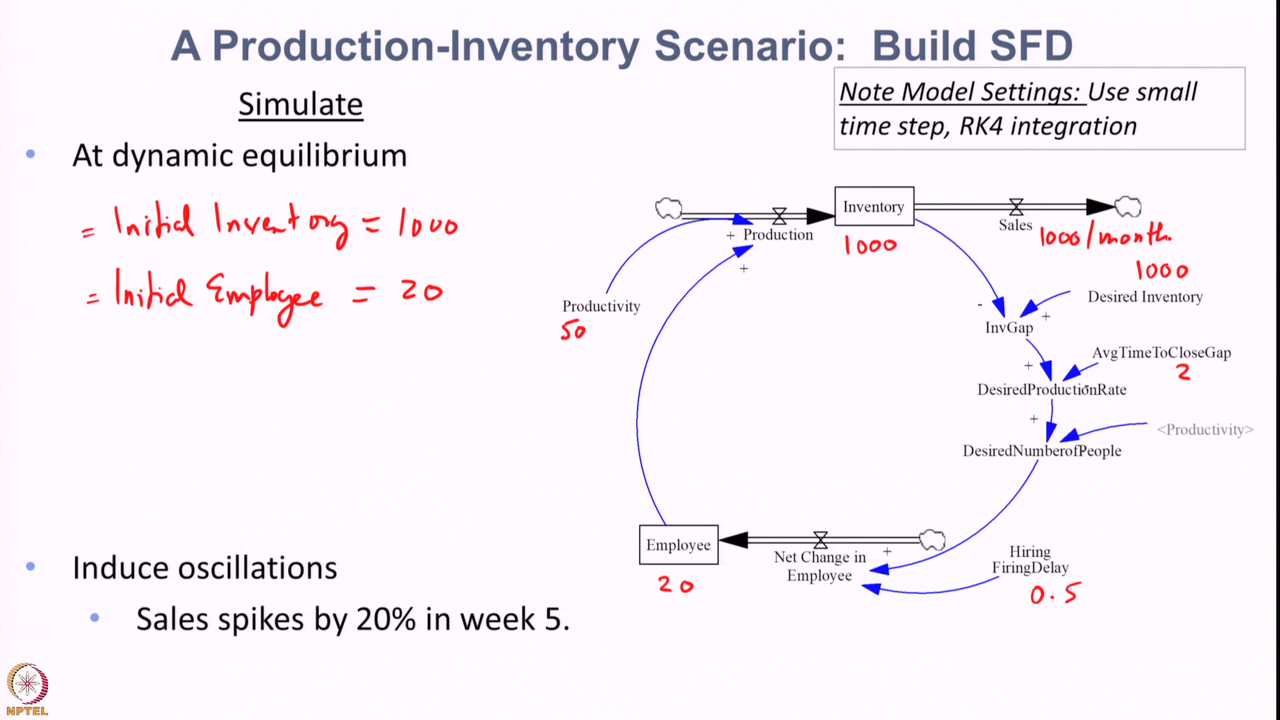 A Production-Inventory Scenario: Build SFD
Simulate
Note Model Settings: Use small
time step, RK4 integration
• At dynamic equilibrium
= Initial Inventory = 1000
= Initial Employee = 20
Inventory
1000
+ Production
+
Sales
1000/month.
1000
Desired Inventory
Productivity
50
-
+
InvGap
AvgTimeToCloseGap
2
+
DesiredProductionRate
+
<Productivity>
DesiredNumberofPeople
Employee
20
Net Change in
Employee
+
Hiring
FiringDelay
0.5
• Induce oscillations
• Sales spikes by 20% in week 5.
NPTEL